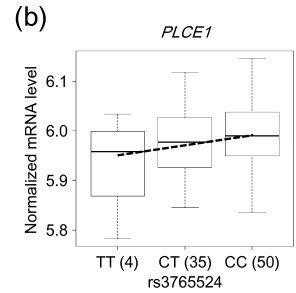 (b)
PLCE1
Normalized mRNA level
6.1
6.0
5.9
5.8
TT (4) CT (35) CC (50)
rs3765524